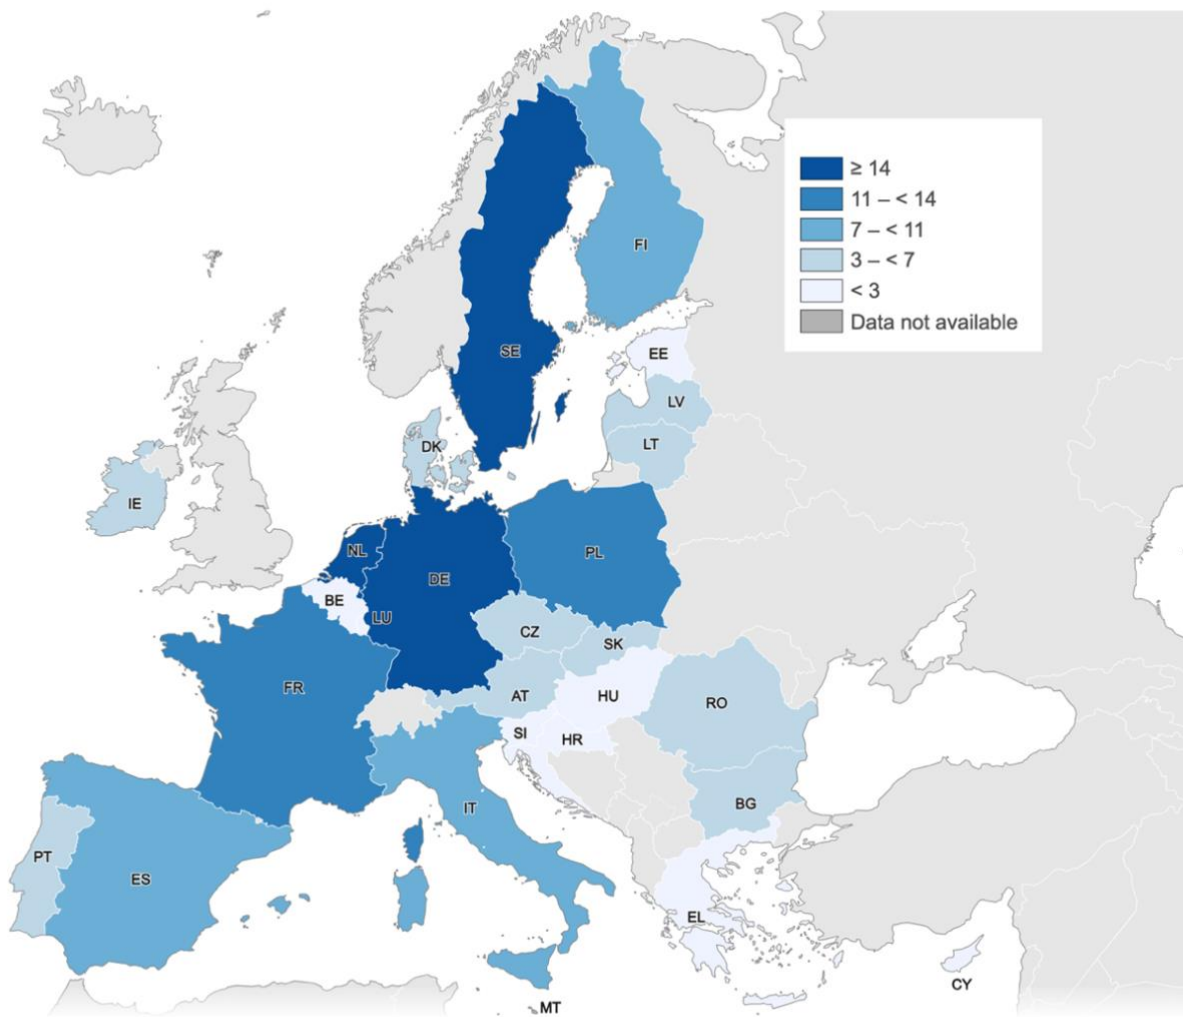 ≥ 14
11 – < 14
7 – < 11
3 – < 7
< 3
Data not available
FI
SE
EE
LV
LT
DK
IE
NL
DE
PL
BE
LU
CZ
SK
FR
AT
HU
RO
SI
HR
IT
BG
PT
ES
EL
CY
MT